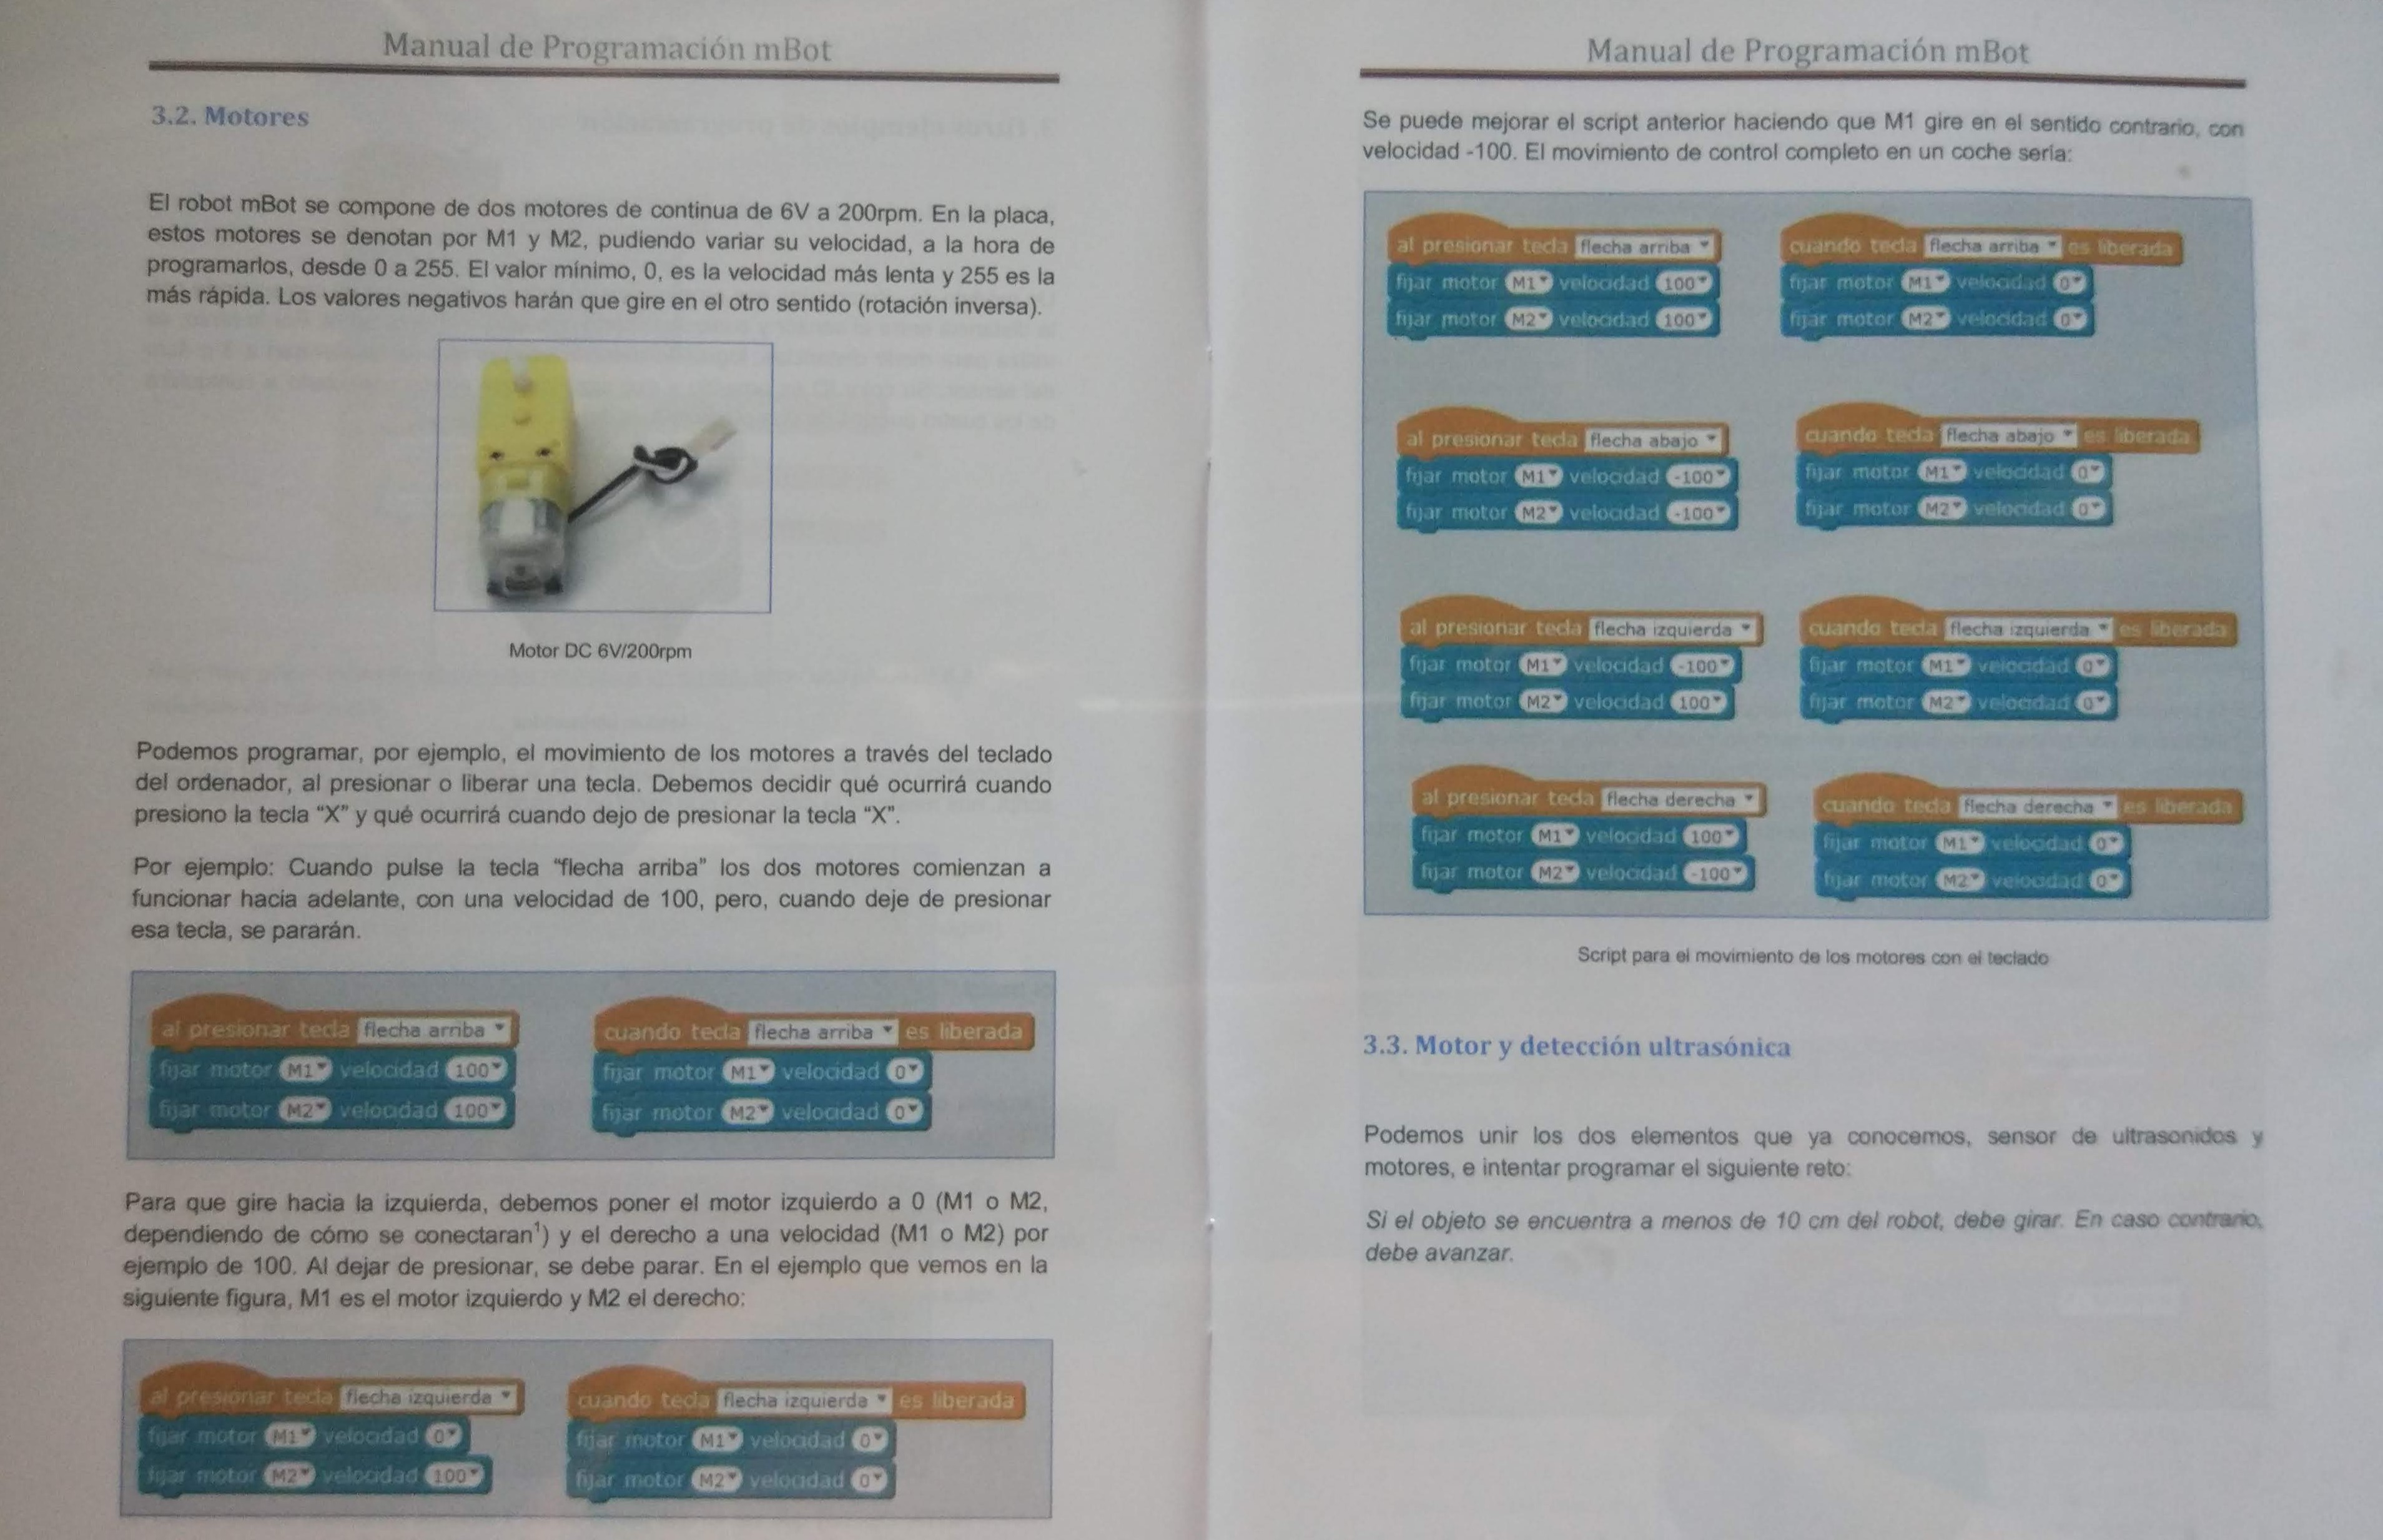 Manual de Programación mBot
3.2. Motores
El robot mBot se compone de dos motores de continua de 6V a 200rpm. En la placa,
estos motores se denotan por M1 y M2, pudiendo variar su velocidad, a la hora de
programarlos, desde 0 a 255. El valor mínimo, 0, es la velocidad más lenta y 255 es la
más rápida. Los valores negativos harán que gire en el otro sentido (rotación inversa).
Motor DC 6V/200rpm
Podemos programar, por ejemplo, el movimiento de los motores a través del teclado
del ordenador, al presionar o liberar una tecla. Debemos decidir qué ocurrirá cuando
presiono la tecla “X” y qué ocurrirá cuando dejo de presionar la tecla “X”.
Por ejemplo: Cuando pulse la tecla “flecha arriba” los dos motores comienzan a
funcionar hacia adelante, con una velocidad de 100, pero, cuando deje de presionar
esa tecla, se pararán.
al presionar tecla flecha arriba
fijar motor M1 velocidad 100
fijar motor M2 velocidad 100
cuando tecla flecha arriba es liberada
fijar motor M1 velocidad 0
fijar motor M2 velocidad 0
Para que gire hacia la izquierda, debemos poner el motor izquierdo a 0 (M1 o M2,
dependiendo de cómo se conectaran¹) y el derecho a una velocidad (M1 o M2) por
ejemplo de 100. Al dejar de presionar, se debe parar. En el ejemplo que vemos en la
siguiente figura, M1 es el motor izquierdo y M2 el derecho:
al presionar tecla flecha izquierda
fijar motor M1 velocidad 0
fijar motor M2 velocidad 100
cuando tecla flecha izquierda es liberada
fijar motor M1 velocidad 0
fijar motor M2 velocidad 0
Manual de Programación mBot
Se puede mejorar el script anterior haciendo que M1 gire en el sentido contrario, con
velocidad -100. El movimiento de control completo en un coche sería:
al presionar tecla flecha arriba
fijar motor M1 velocidad 100
fijar motor M2 velocidad 100
cuando tecla flecha arriba es liberada
fijar motor M1 velocidad 0
fijar motor M2 velocidad 0
al presionar tecla flecha abajo
fijar motor M1 velocidad -100
fijar motor M2 velocidad -100
cuando tecla flecha abajo es liberada
fijar motor M1 velocidad 0
fijar motor M2 velocidad 0
al presionar tecla flecha izquierda
fijar motor M1 velocidad -100
fijar motor M2 velocidad 100
cuando tecla flecha izquierda es liberada
fijar motor M1 velocidad 0
fijar motor M2 velocidad 0
al presionar tecla flecha derecha
fijar motor M1 velocidad 100
fijar motor M2 velocidad -100
cuando tecla flecha derecha es liberada
fijar motor M1 velocidad 0
fijar motor M2 velocidad 0
Script para el movimiento de los motores con el teclado
3.3. Motor y detección ultrasónica
Podemos unir los dos elementos que ya conocemos, sensor de ultrasonidos y
motores, e intentar programar el siguiente reto:
Si el objeto se encuentra a menos de 10 cm del robot, debe girar. En caso contrario,
debe avanzar.